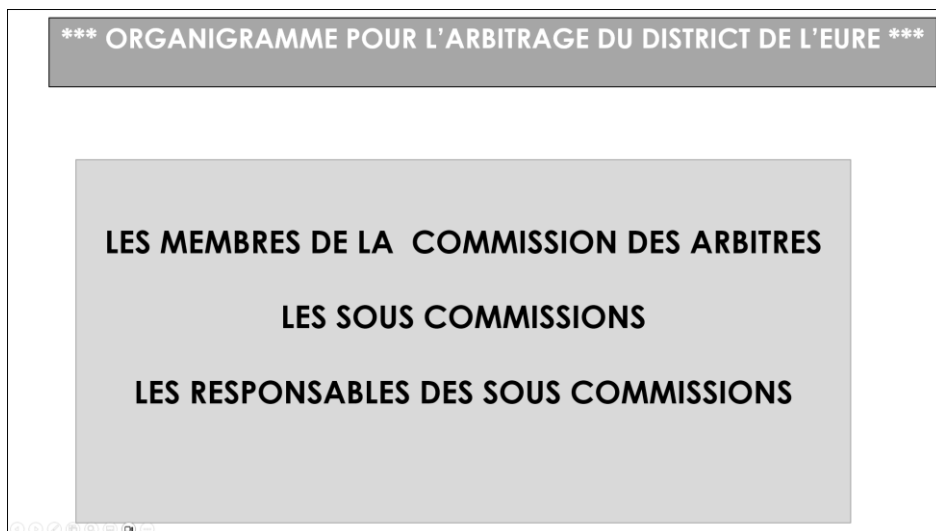 *** ORGANIGRAMME POUR L'ARBITRAGE DU DISTRICT DE L'EURE ***
LES MEMBRES DE LA COMMISSION DES ARBITRES
LES SOUS COMMISSIONS
LES RESPONSABLES DES SOUS COMMISSIONS